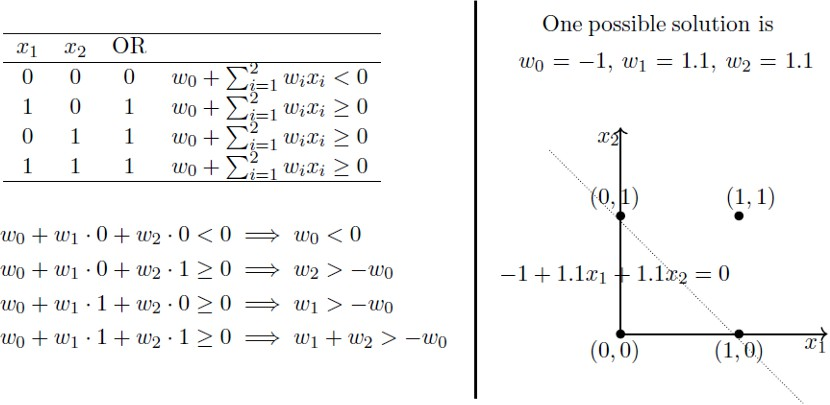 x₁ x₂ OR
0 0 0 w₀ + ∑²ᵢ₌₁ wᵢxᵢ < 0
1 0 1 w₀ + ∑²ᵢ₌₁ wᵢxᵢ ≥ 0
0 1 1 w₀ + ∑²ᵢ₌₁ wᵢxᵢ ≥ 0
1 1 1 w₀ + ∑²ᵢ₌₁ wᵢxᵢ ≥ 0
w₀ + w₁ · 0 + w₂ · 0 < 0 ⟹ w₀ < 0
w₀ + w₁ · 0 + w₂ · 1 ≥ 0 ⟹ w₂ > −w₀
w₀ + w₁ · 1 + w₂ · 0 ≥ 0 ⟹ w₁ > −w₀
w₀ + w₁ · 1 + w₂ · 1 ≥ 0 ⟹ w₁ + w₂ > −w₀
One possible solution is
w₀ = −1, w₁ = 1.1, w₂ = 1.1
x₂
(0, 1) (1, 1)
−1 + 1.1x₁ + 1.1x₂ = 0
(0, 0) (1, 0) x₁